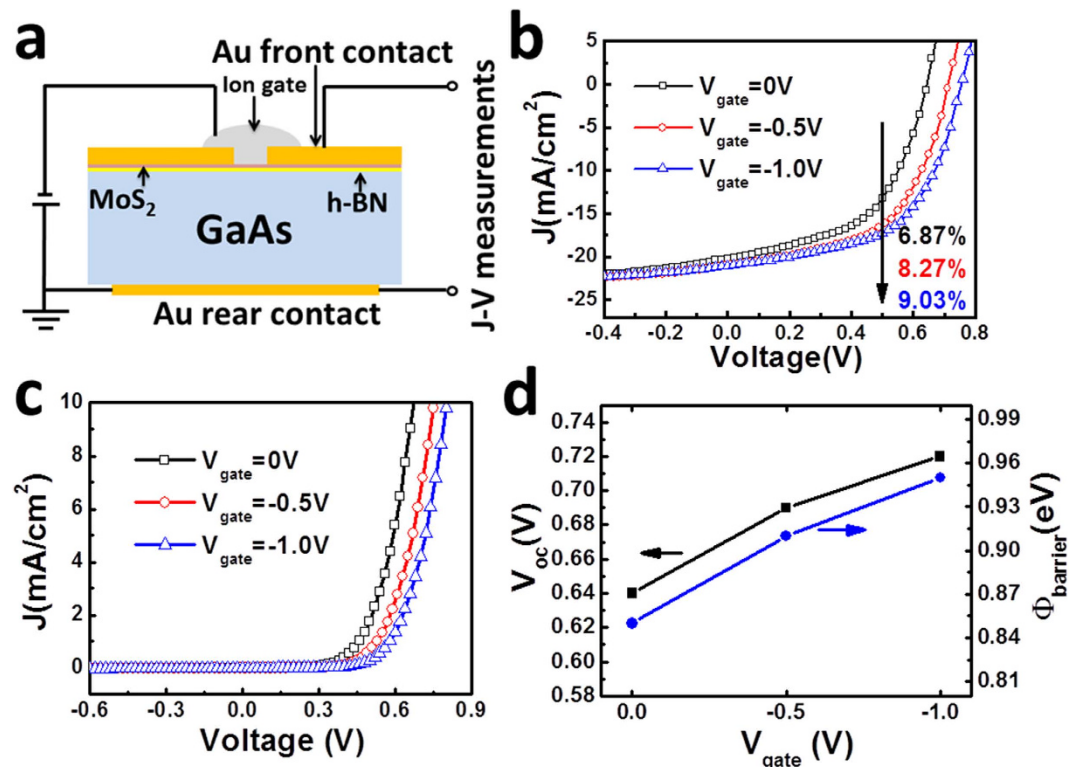 a
Au front contact
Ion gate
MoS2
h-BN
GaAs
Au rear contact
J-V measurements
b
5
0
-5
-10
-15
-20
-25
J(mA/cm2)
Vgate=0V
Vgate=-0.5V
Vgate=-1.0V
6.87%
8.27%
9.03%
-0.4 -0.2 0.0 0.2 0.4 0.6 0.8
Voltage(V)
c
10
8
6
4
2
0
J(mA/cm2)
Vgate=0V
Vgate=-0.5V
Vgate=-1.0V
-0.6 -0.3 0.0 0.3 0.6 0.9
Voltage (V)
d
0.74
0.72
0.70
0.68
0.66
0.64
0.62
0.60
0.58
Voc(V)
0.99
0.96
0.93
0.90
0.87
0.84
0.81
Φbarrier(eV)
0.0 -0.5 -1.0
Vgate (V)